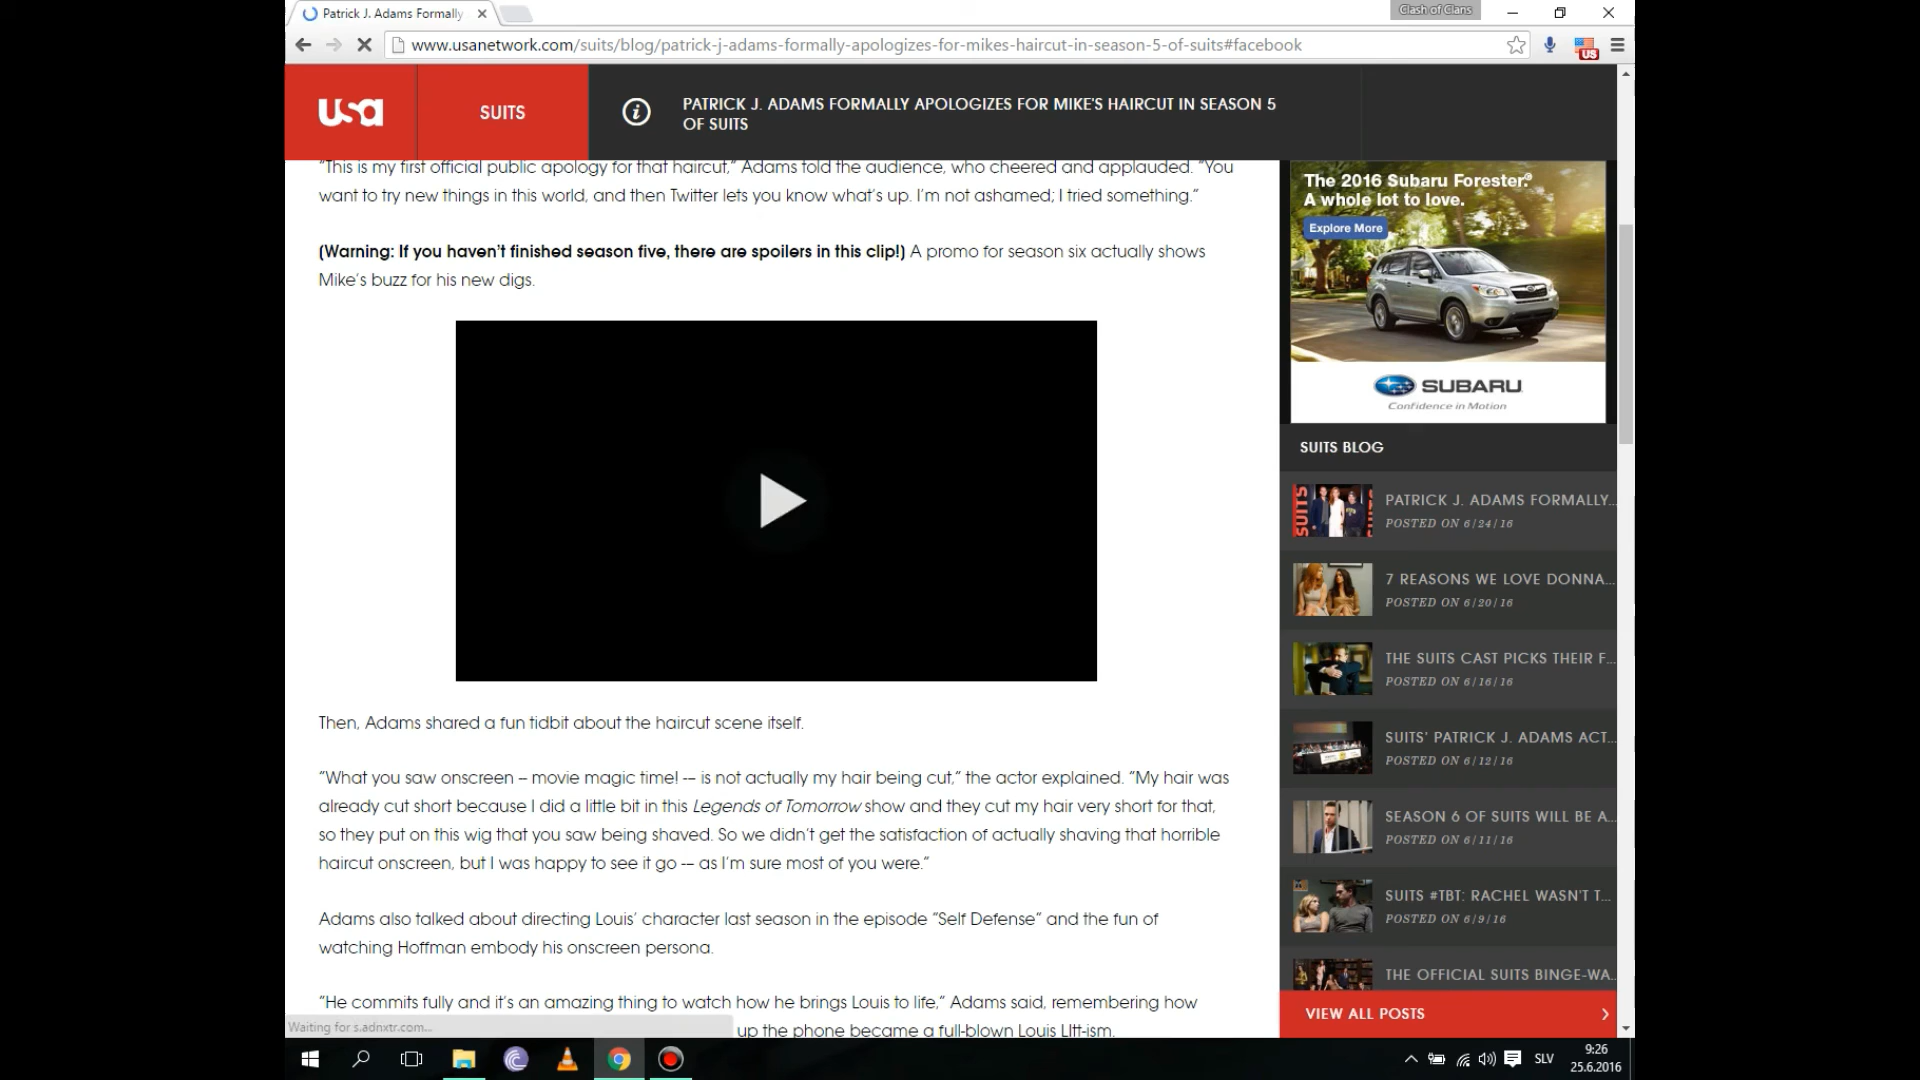 Patrick J. Adams Formally
Clash of Clans
www.usanetwork.com/suits/blog/patrick-j-adams-formally-apologizes-for-mikes-haircut-in-season-5-of-suits#facebook
US
usa
SUITS
PATRICK J. ADAMS FORMALLY APOLOGIZES FOR MIKE'S HAIRCUT IN SEASON 5
OF SUITS
“This is my first official public apology for that haircut,” Adams told the audience, who cheered and applauded. “You
want to try new things in this world, and then Twitter lets you know what’s up. I’m not ashamed; I tried something.”
(Warning: If you haven’t finished season five, there are spoilers in this clip!) A promo for season six actually shows
Mike’s buzz for his new digs.
Then, Adams shared a fun tidbit about the haircut scene itself.
“What you saw onscreen – movie magic time! -– is not actually my hair being cut,” the actor explained. “My hair was
already cut short because I did a little bit in this Legends of Tomorrow show and they cut my hair very short for that,
so they put on this wig that you saw being shaved. So we didn’t get the satisfaction of actually shaving that horrible
haircut onscreen, but I was happy to see it go -– as I’m sure most of you were.”
Adams also talked about directing Louis’ character last season in the episode “Self Defense” and the fun of
watching Hoffman embody his onscreen persona.
“He commits fully and it’s an amazing thing to watch how he brings Louis to life,” Adams said, remembering how
up the phone became a full-blown Louis LItt-ism.
Waiting for s.adnxtr.com...
The 2016 Subaru Forester.®
A whole lot to love.
Explore More
SUBARU
Confidence in Motion
SUITS BLOG
SUITS
PATRICK J. ADAMS FORMALLY...
POSTED ON 6/24/16
7 REASONS WE LOVE DONNA...
POSTED ON 6/20/16
THE SUITS CAST PICKS THEIR F...
POSTED ON 6/16/16
SUITS' PATRICK J. ADAMS ACT...
POSTED ON 6/12/16
SEASON 6 OF SUITS WILL BE A...
POSTED ON 6/11/16
SUITS #TBT: RACHEL WASN'T T...
POSTED ON 6/9/16
THE OFFICIAL SUITS BINGE-WA...
VIEW ALL POSTS
SLV
9:26
25.6.2016